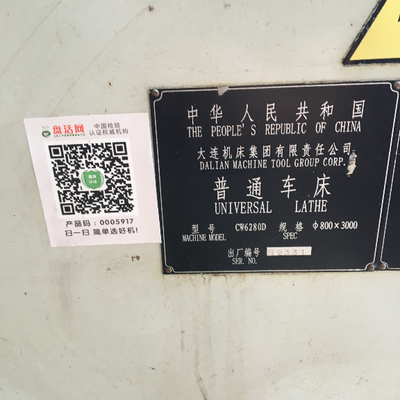 盘活网
中国检验
认证权威机构
产品码：0005917
扫一扫 简单选好机!
中华人民共和国
THE PEOPLE'S REPUBLIC OF CHINA
大连机床集团有限责任公司
DALIAN MACHINE TOOL GROUP CORP.
普通车床
UNIVERSAL LATHE
型号 CW6280D 规格 Φ800×3000
MACHINE MODEL SPEC
出厂编号
SER. NO.